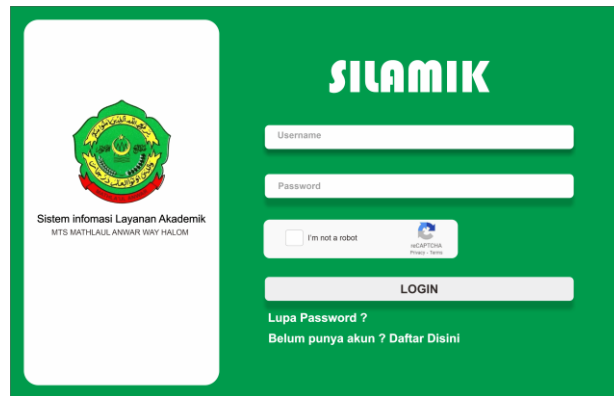 Sistem infomasi Layanan Akademik
MTS MATHLAUL ANWAR WAY HALOM
SILAMIK
Username
Password
I'm not a robot
reCAPTCHA
Privacy - Terms
LOGIN
Lupa Password ?
Belum punya akun ? Daftar Disini